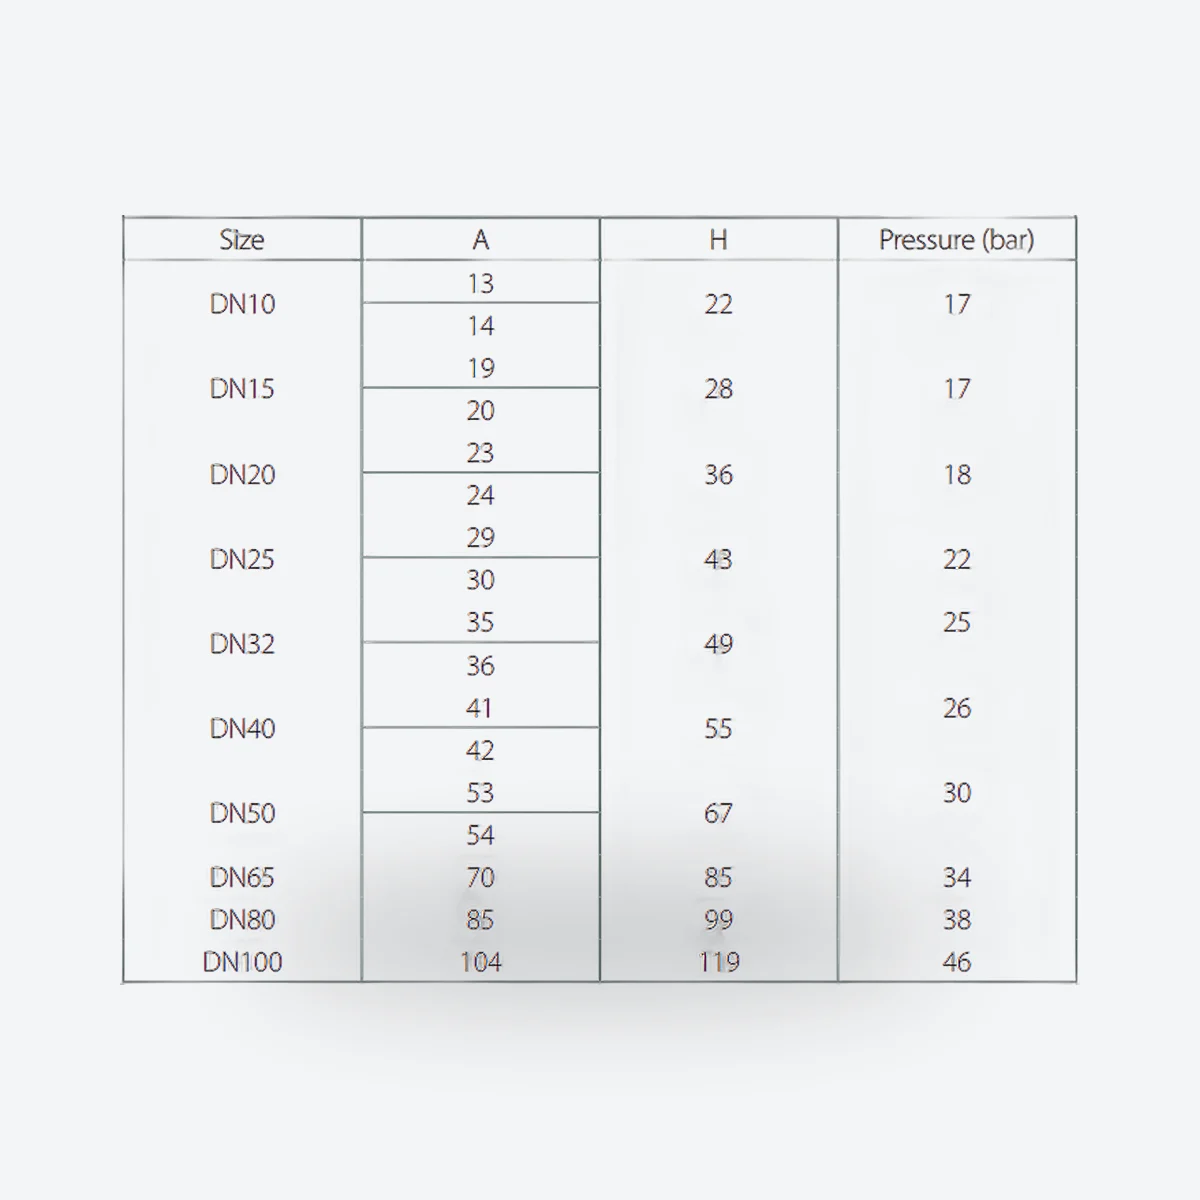 Size A H Pressure (bar)
13
DN10 22 17
14
19
DN15 28 17
20
23
DN20 36 18
24
29
DN25 43 22
30
35 25
DN32 49
36
41 26
DN40 55
42
53 30
DN50 67
54
DN65 70 85 34
DN80 85 99 38
DN100 104 119 46